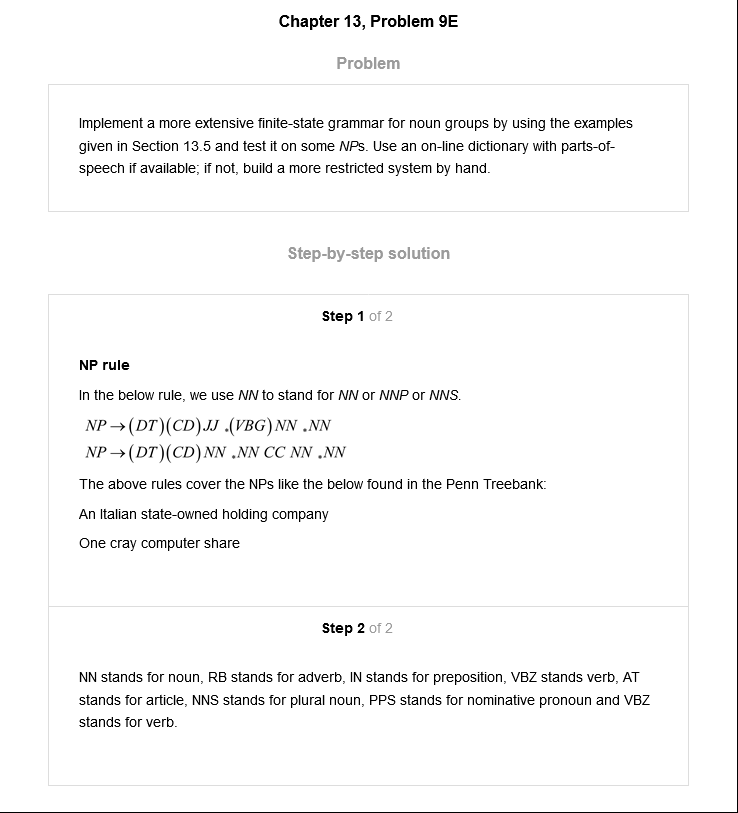 Chapter 13, Problem 9E
Problem
Implement a more extensive finite-state grammar for noun groups by using the examples
given in Section 13.5 and test it on some NPs. Use an on-line dictionary with parts-of-
speech if available; if not, build a more restricted system by hand.
Step-by-step solution
Step 1 of 2
NP rule
In the below rule, we use NN to stand for NN or NNP or NNS.
NP→(DT)(CD)JJ *(VBG)NN *NN
NP→(DT)(CD)NN *NN CC NN *NN
The above rules cover the NPs like the below found in the Penn Treebank:
An Italian state-owned holding company
One cray computer share
Step 2 of 2
NN stands for noun, RB stands for adverb, IN stands for preposition, VBZ stands verb, AT
stands for article, NNS stands for plural noun, PPS stands for nominative pronoun and VBZ
stands for verb.